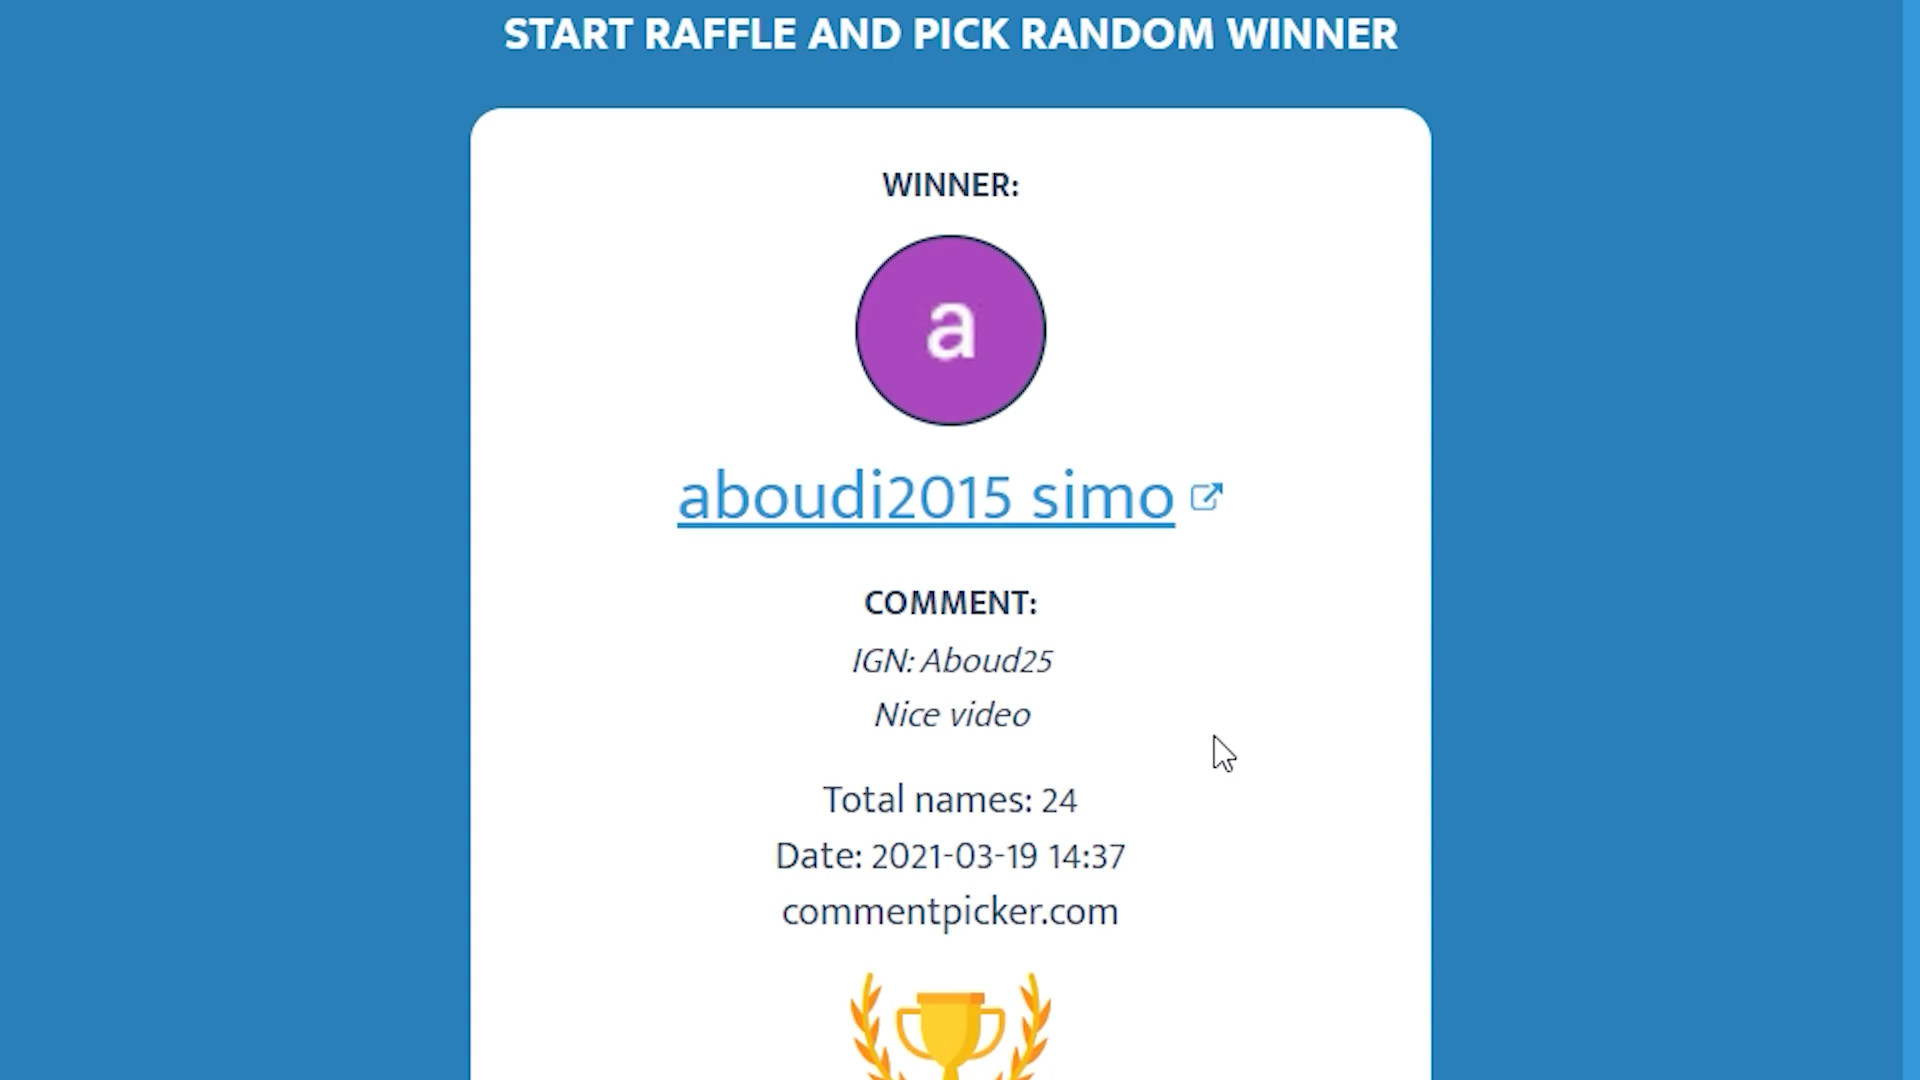 START RAFFLE AND PICK RANDOM WINNER
WINNER:
a
aboudi2015 simo
COMMENT:
IGN: Aboud25
Nice video
Total names: 24
Date: 2021-03-19 14:37
commentpicker.com